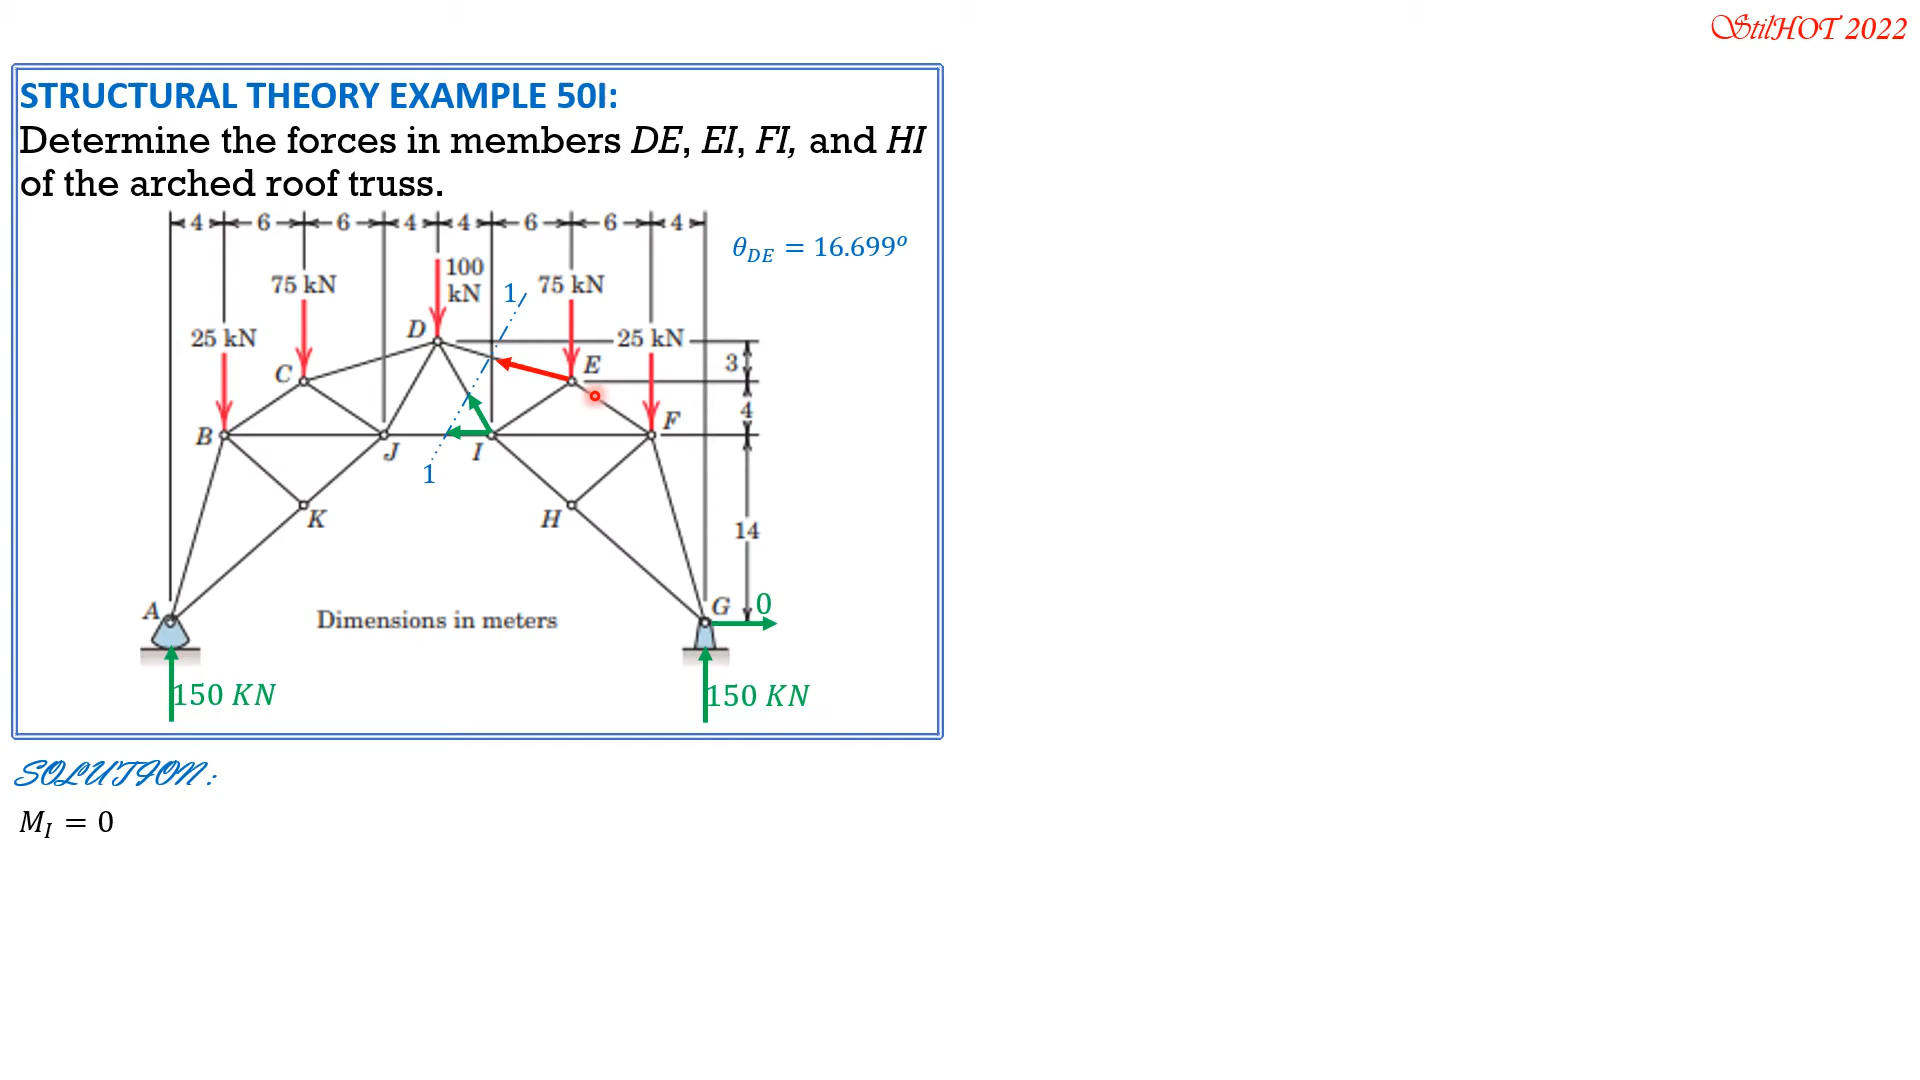 StilHOT 2022
STRUCTURAL THEORY EXAMPLE 50I:
Determine the forces in members DE, EI, FI, and HI
of the arched roof truss.
4 6 6 4 4 6 6 4
θ_DE = 16.699°
75 kN
100
kN
1
75 kN
25 kN
D
25 kN
C
E
3
4
B
J
I
F
1
K
H
14
A
Dimensions in meters
G
0
150 KN
150 KN
SOLUTION:
M_I = 0